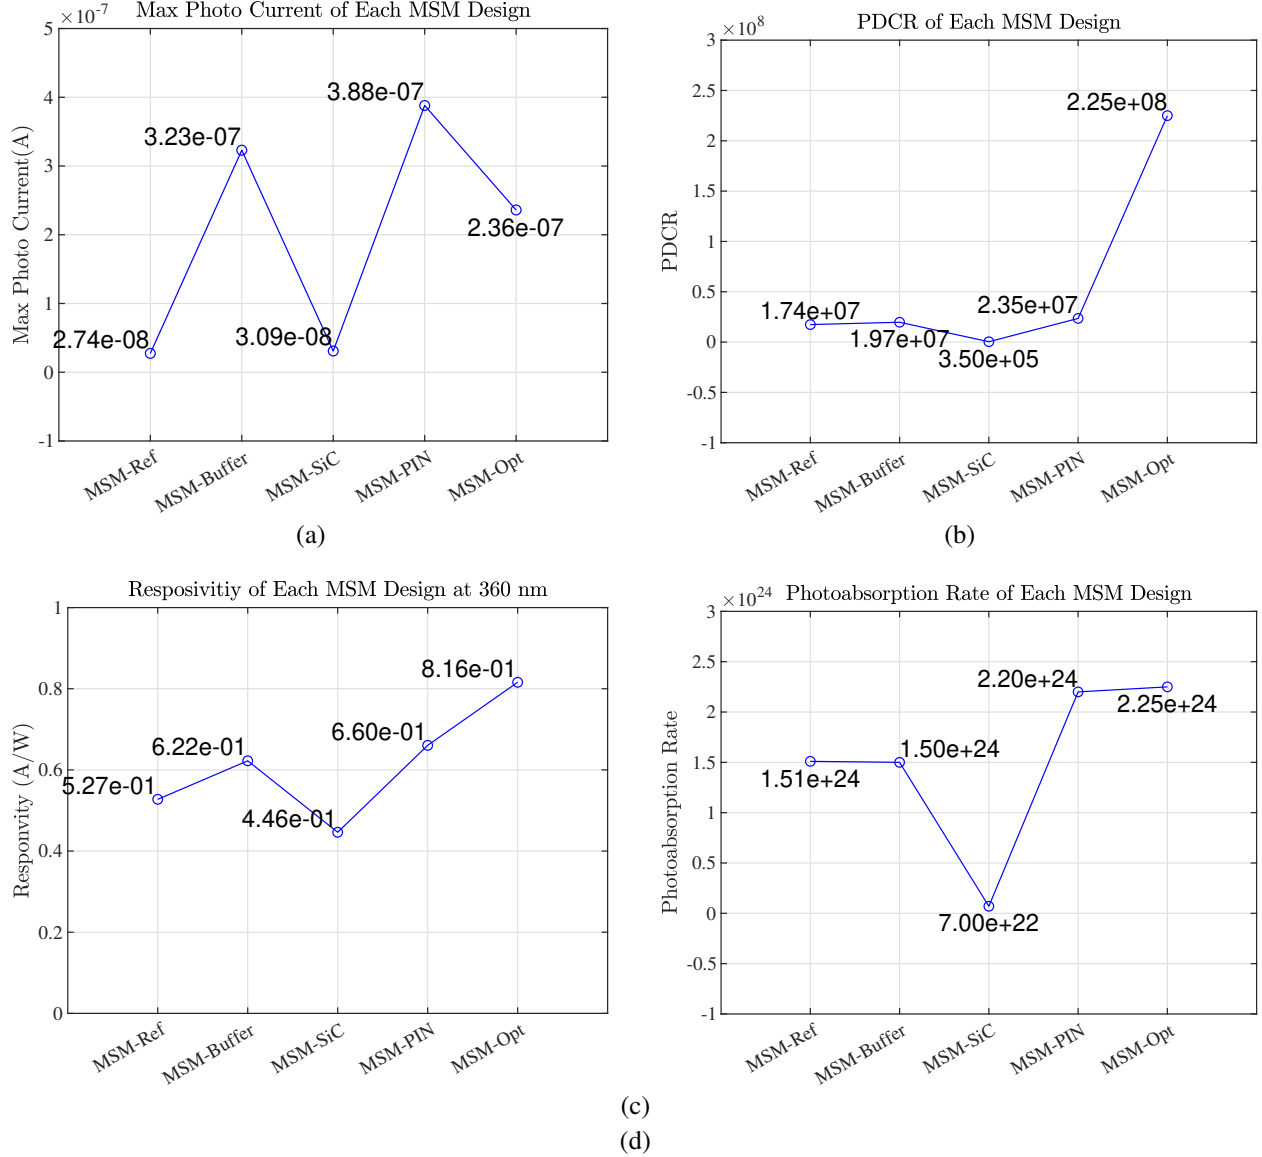 Max Photo Current of Each MSM Design
×10-7
5
4
3
2
1
0
-1
Max Photo Current(A)
2.74e-08
3.23e-07
3.09e-08
3.88e-07
2.36e-07
MSM-Ref
MSM-Buffer
MSM-SiC
MSM-PIN
MSM-Opt
(a)
PDCR of Each MSM Design
×10^8
3
2.5
2
1.5
1
0.5
0
-0.5
-1
PDCR
1.74e+07
1.97e+07
3.50e+05
2.35e+07
2.25e+08
MSM-Ref
MSM-Buffer
MSM-SiC
MSM-PIN
MSM-Opt
(b)
Resposivitiy of Each MSM Design at 360 nm
1
0.8
0.6
0.4
0.2
0
Responvity (A/W)
5.27e-01
6.22e-01
4.46e-01
6.60e-01
8.16e-01
MSM-Ref
MSM-Buffer
MSM-SiC
MSM-PIN
MSM-Opt
Photoabsorption Rate of Each MSM Design
×10^24
3
2.5
2
1.5
1
0.5
0
-0.5
-1
Photoabsorption Rate
1.51e+24
1.50e+24
7.00e+22
2.20e+24
2.25e+24
MSM-Ref
MSM-Buffer
MSM-SiC
MSM-PIN
MSM-Opt
(c)
(d)